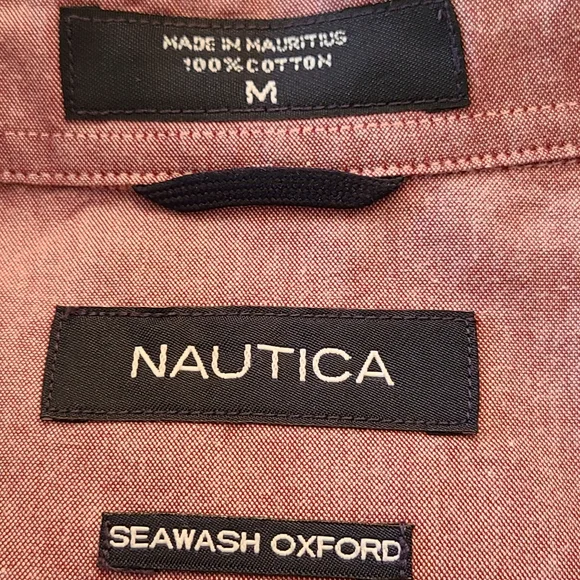 MADE IN MAURITIUS
100% COTTON
M
NAUTICA
SEAWASH OXFORD